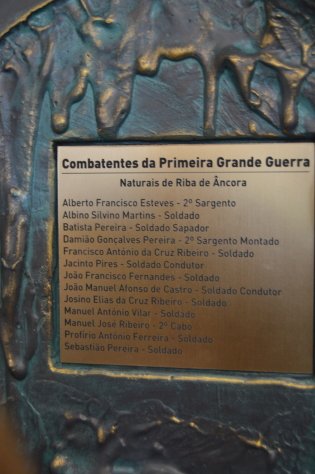 Combatentes da Primeira Grande Guerra
Naturais de Riba de Âncora
Alberto Francisco Esteves - 2º Sargento
Albino Silvino Martins - Soldado
Batista Pereira - Soldado Sapador
Damião Gonçalves Pereira - 2º Sargento Montado
Francisco António da Cruz Ribeiro - Soldado
Jacinto Pires - Soldado Condutor
João Francisco Fernandes - Soldado
João Manuel Afonso de Castro - Soldado Condutor
Josino Elias da Cruz Ribeiro - Soldado
Manuel António Vilar - Soldado
Manuel José Ribeiro - 2º Cabo
Profírio António Ferreira - Soldado
Sebastião Pereira - Soldado